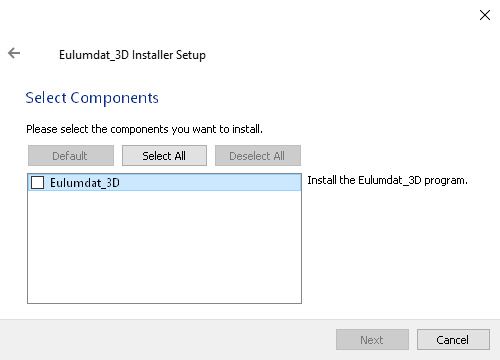 Eulumdat_3D Installer Setup
Select Components
Please select the components you want to install.
Default Select All Deselect All
Eulumdat_3D Install the Eulumdat_3D program.
Next Cancel